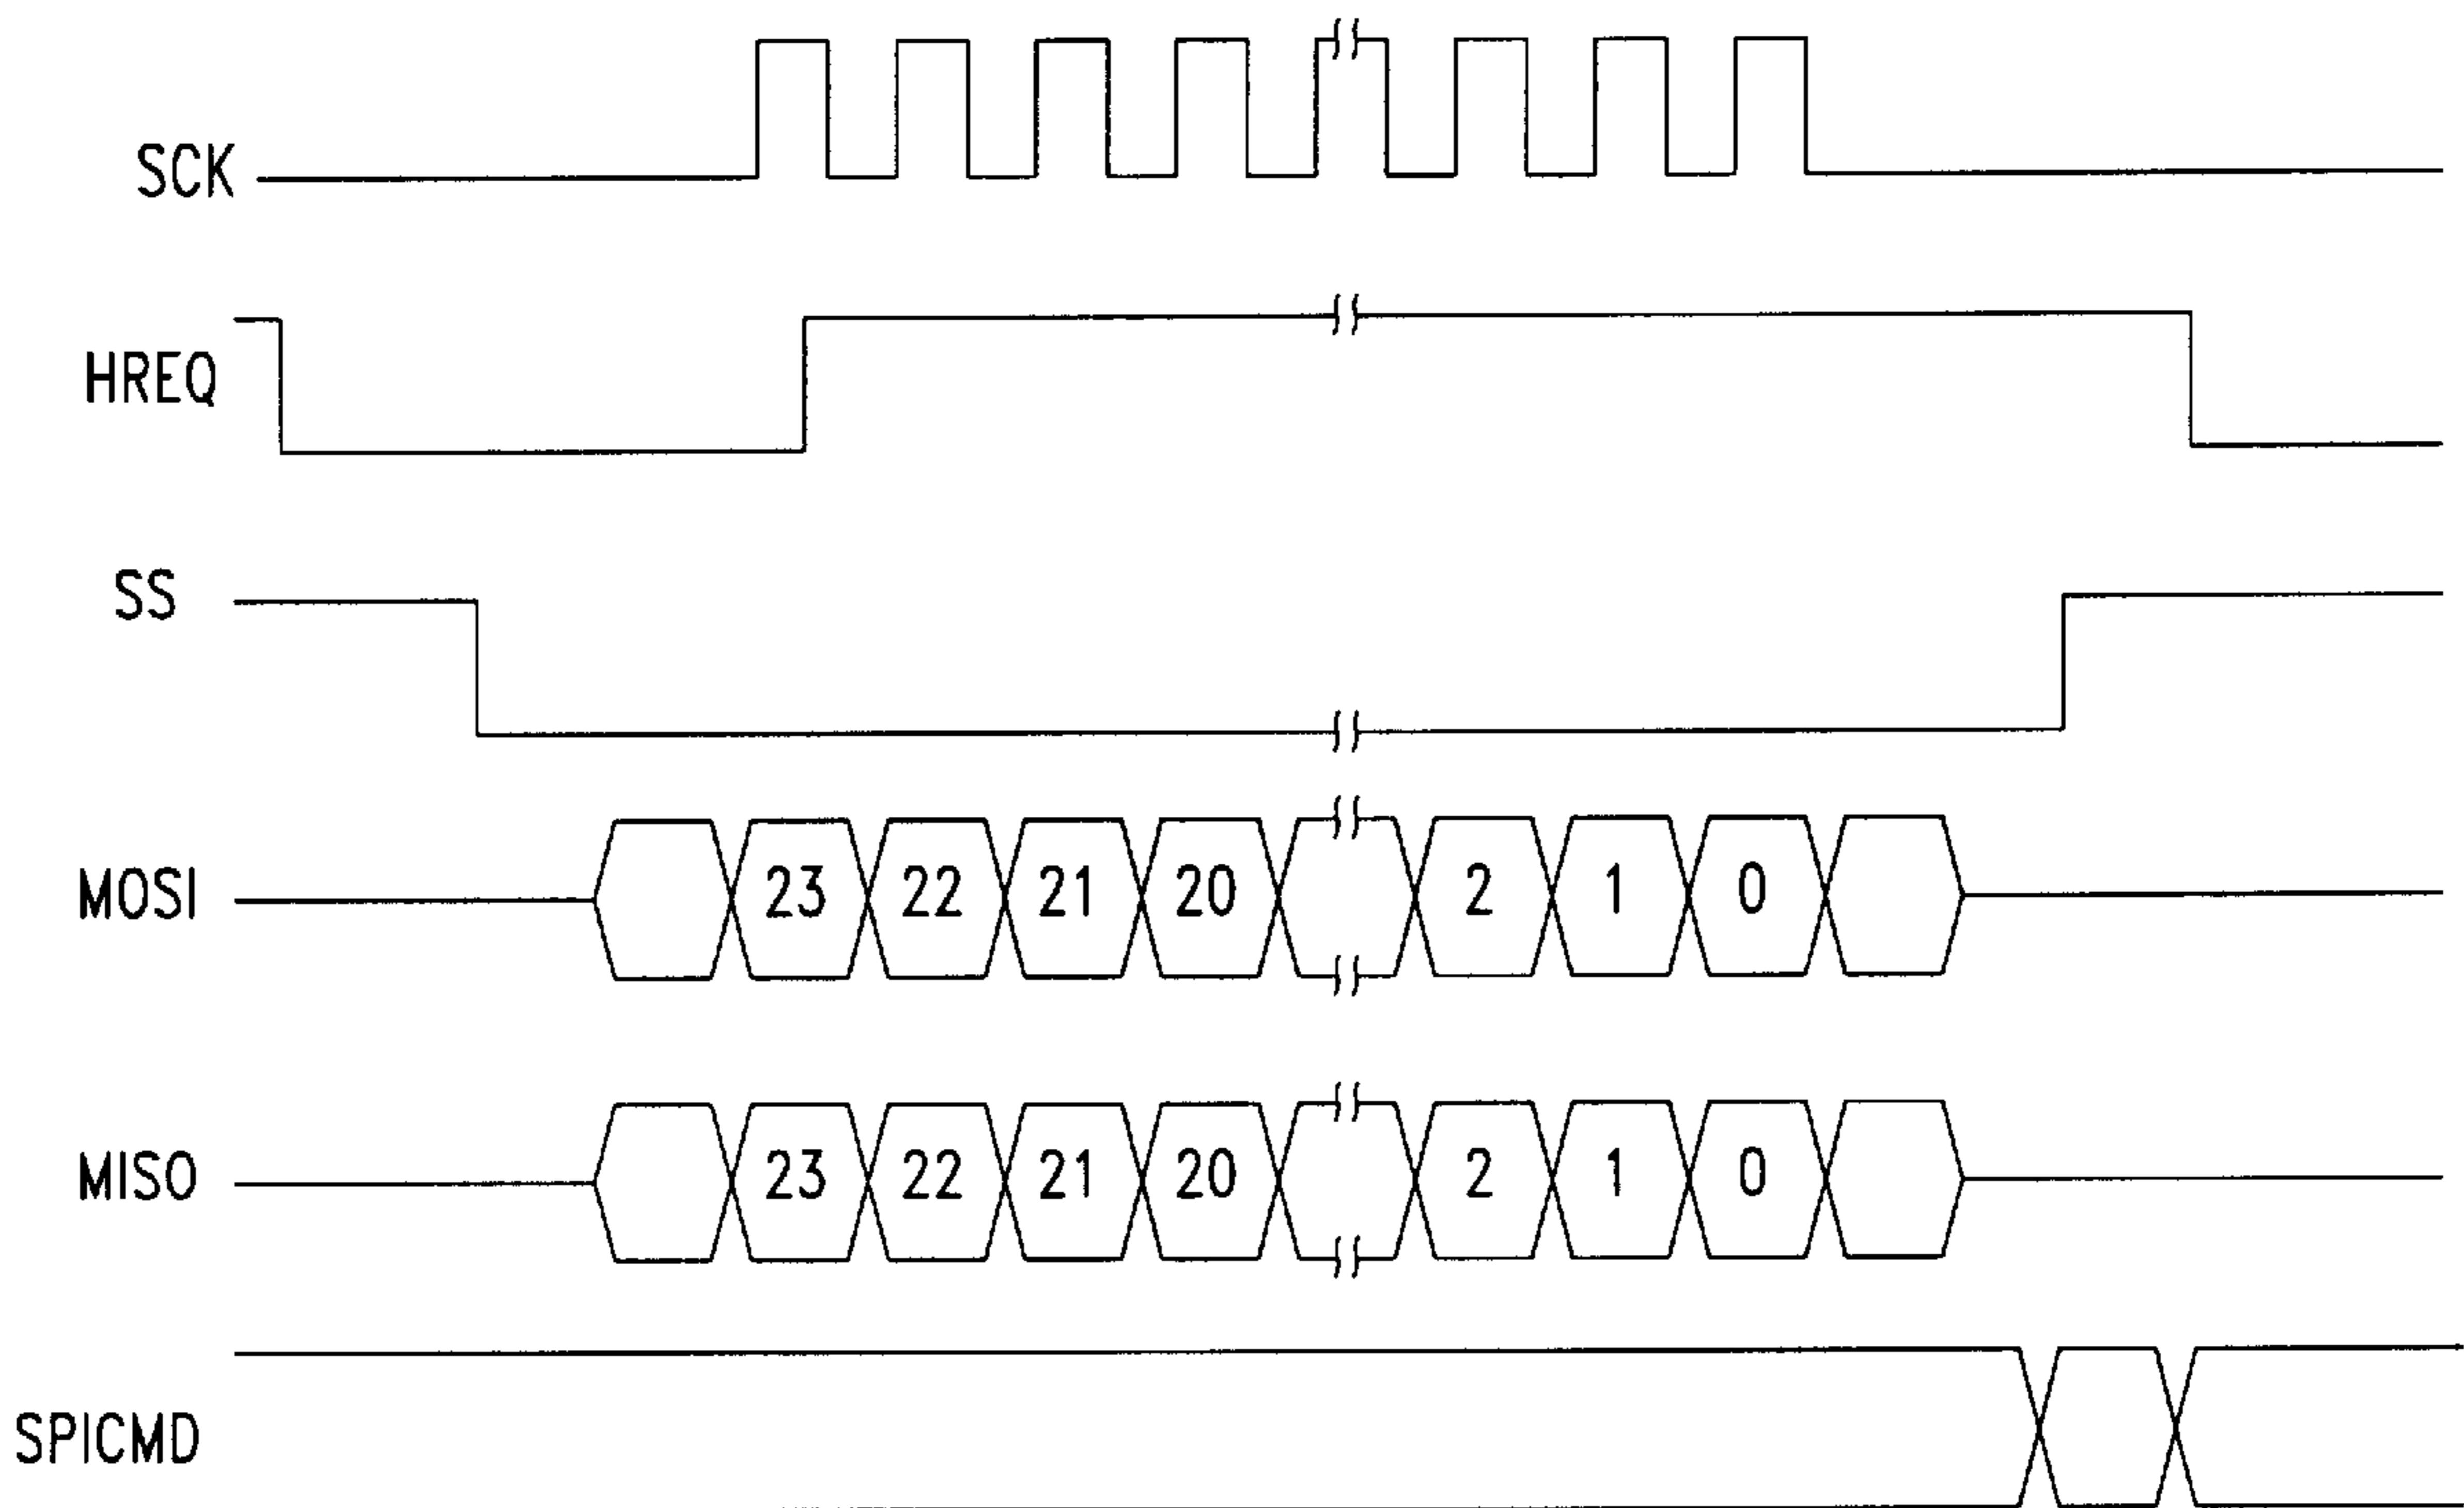 SCK
HREQ
SS
MOSI 23 22 21 20 2 1 0
MISO 23 22 21 20 2 1 0
SPICMD